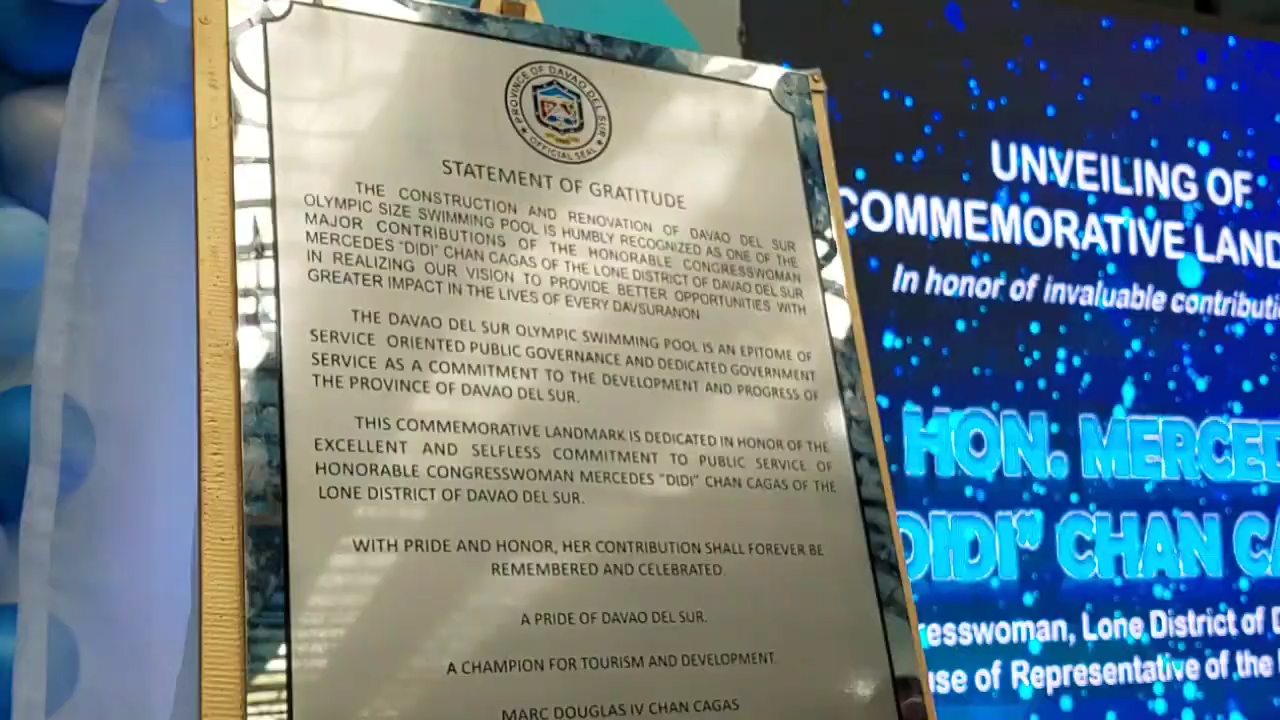 PROVINCE OF DAVAO DEL SUR
OFFICIAL SEAL
STATEMENT OF GRATITUDE
THE CONSTRUCTION AND RENOVATION OF DAVAO DEL SUR
OLYMPIC SIZE SWIMMING POOL IS HUMBLY RECOGNIZED AS ONE OF THE
MAJOR CONTRIBUTIONS OF THE HONORABLE CONGRESSWOMAN
MERCEDES "DIDI" CHAN CAGAS OF THE LONE DISTRICT OF DAVAO DEL SUR
IN REALIZING OUR VISION TO PROVIDE BETTER OPPORTUNITIES WITH
GREATER IMPACT IN THE LIVES OF EVERY DAVSURANON
THE DAVAO DEL SUR OLYMPIC SWIMMING POOL IS AN EPITOME OF
SERVICE ORIENTED PUBLIC GOVERNANCE AND DEDICATED GOVERNMENT
SERVICE AS A COMMITMENT TO THE DEVELOPMENT AND PROGRESS OF
THE PROVINCE OF DAVAO DEL SUR.
THIS COMMEMORATIVE LANDMARK IS DEDICATED IN HONOR OF THE
EXCELLENT AND SELFLESS COMMITMENT TO PUBLIC SERVICE OF
HONORABLE CONGRESSWOMAN MERCEDES "DIDI" CHAN CAGAS OF THE
LONE DISTRICT OF DAVAO DEL SUR.
WITH PRIDE AND HONOR, HER CONTRIBUTION SHALL FOREVER BE
REMEMBERED AND CELEBRATED.
A PRIDE OF DAVAO DEL SUR.
A CHAMPION FOR TOURISM AND DEVELOPMENT.
MARC DOUGLAS IV CHAN CAGAS
UNVEILING OF
COMMEMORATIVE LAND
In honor of invaluable contributi
HON. MERCED
DIDI" CHAN CA
resswoman, Lone District of D
use of Representative of the